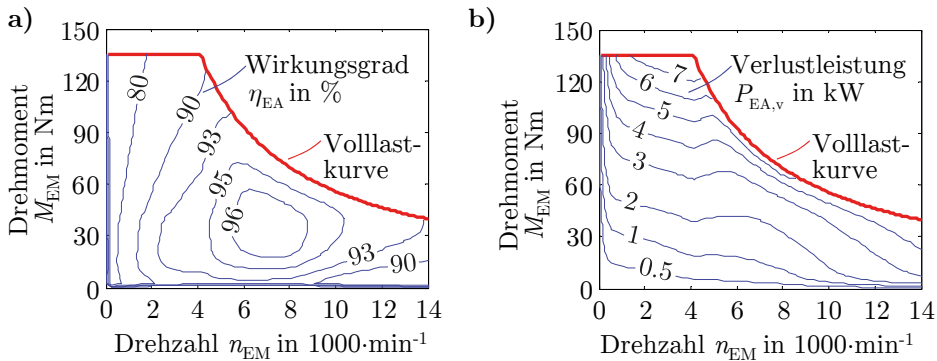 a)
150
120
90
60
30
0
Drehmoment
M_EM in Nm
Wirkungsgrad
η_EA in %
Volllast-
kurve
80
90
93
95
96
93
90
0 2 4 6 8 10 12 14
Drehzahl n_EM in 1000·min⁻¹
b)
150
120
90
60
30
0
Drehmoment
M_EM in Nm
Verlustleistung
P_EA,v in kW
Volllast-
kurve
7
6
5
4
3
2
1
0.5
0 2 4 6 8 10 12 14
Drehzahl n_EM in 1000·min⁻¹